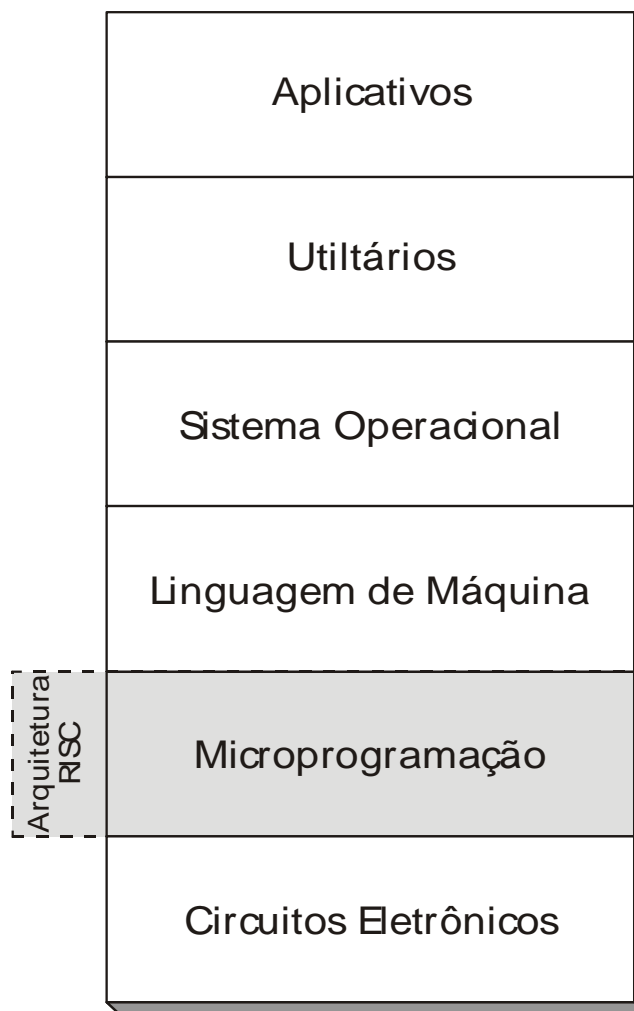 Aplicativos
Utiltários
Sistema Operacional
Linguagem de Máquina
Arquitetura
RISC
Microprogramação
Circuitos Eletrônicos